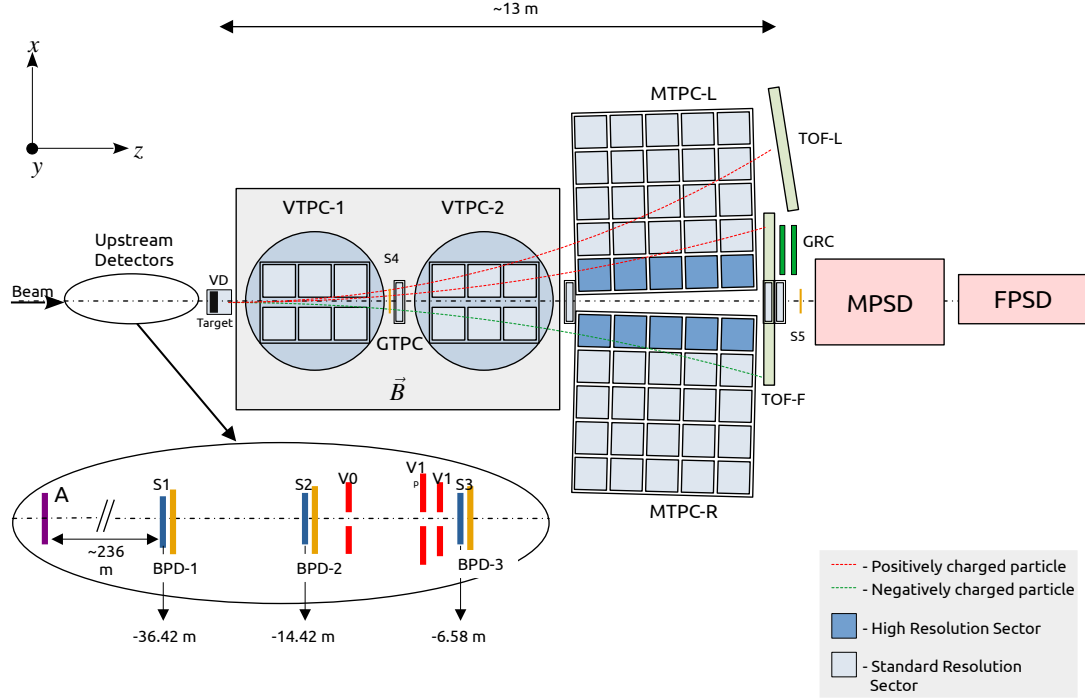 ~13 m
x
z
y
MTPC-L
TOF-L
VTPC-1
VTPC-2
Upstream
Detectors
S4
GRC
VD
Beam
MPSD
FPSD
Target
GTPC
S5
B
TOF-F
MTPC-R
A
S1
S2
V0
V1
p
V1
S3
~236
m
BPD-1
BPD-2
BPD-3
-36.42 m
-14.42 m
-6.58 m
- Positively charged particle
- Negatively charged particle
- High Resolution Sector
- Standard Resolution
Sector